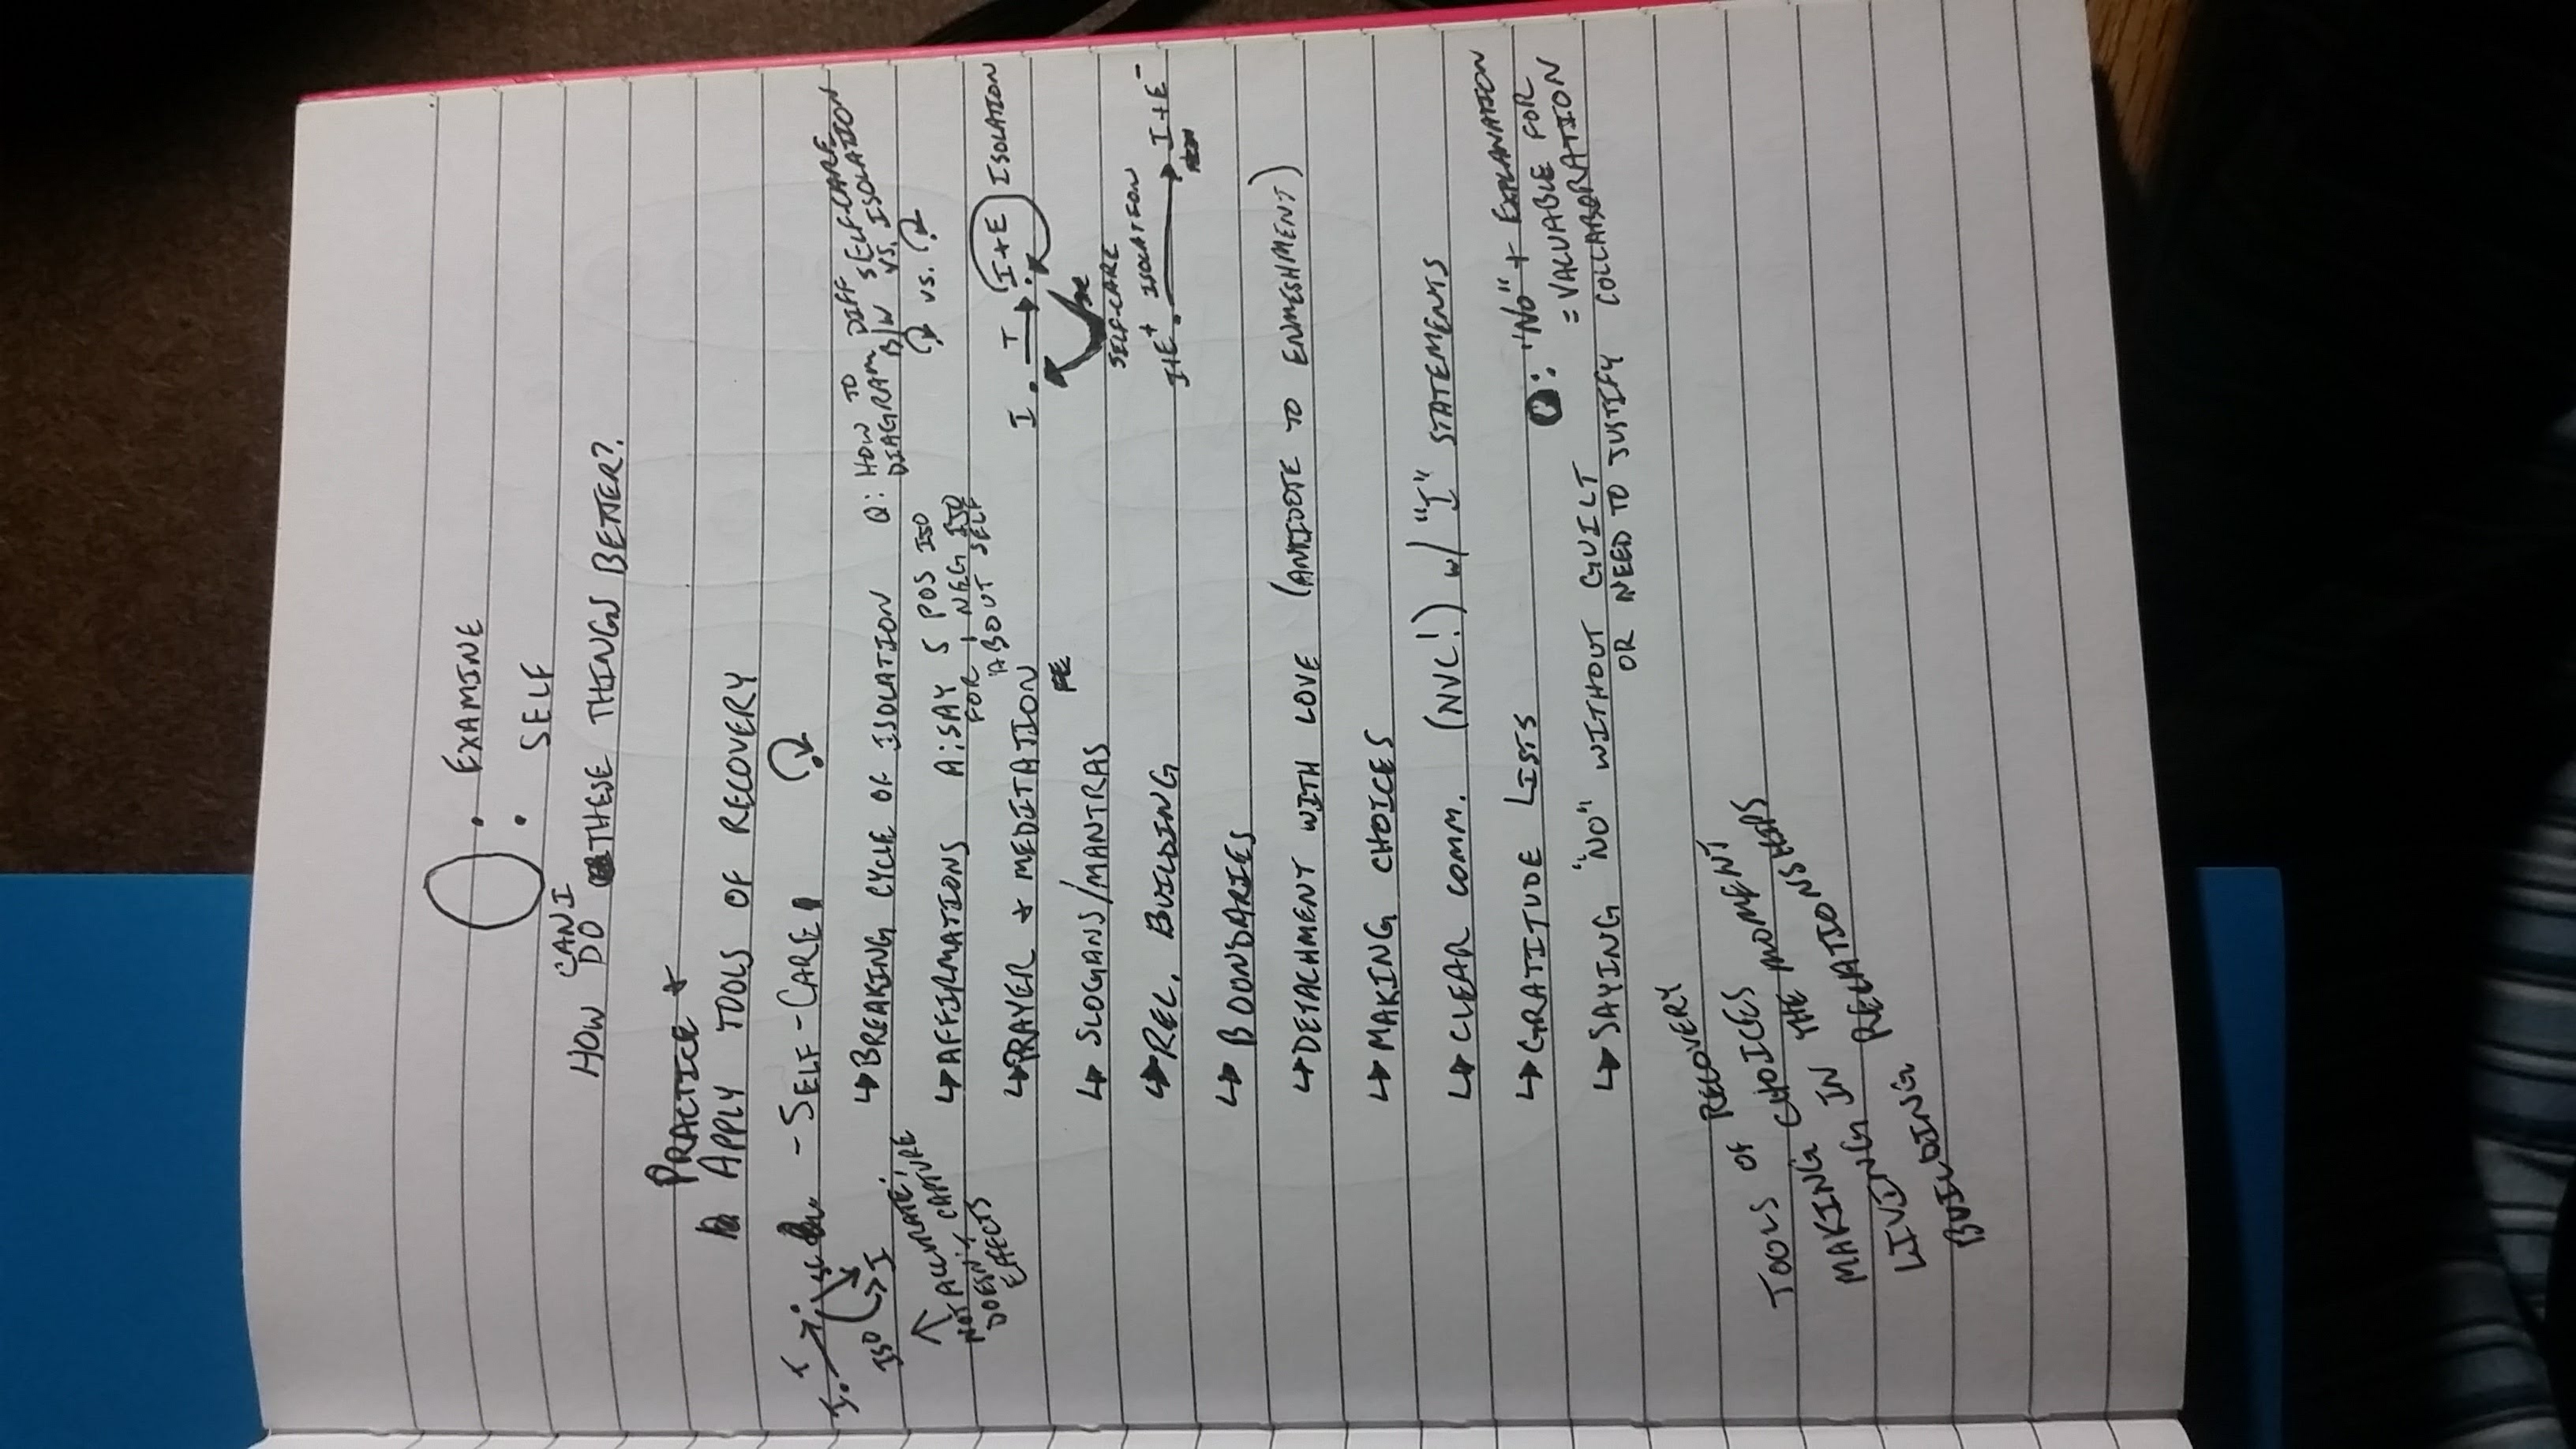 EXAMINE
SELF
CAN I
HOW DO THESE THINGS BETTER?
PRACTICE +
APPLY TOOLS OF RECOVERY
- SELF-CARE
T
I
SC
ISO
I
NOT ACCURATE;
DOESN'T CAPTURE
EFFECTS
BREAKING CYCLE OF ISOLATION
Q: HOW TO
DIAGRAM DIFF
B/W SELF-CARE
VS. ISOLATION
VS.
AFFIRMATIONS
A: SAY 5 POS ISO
FOR 1 NEG ISO
ABOUT SELF
PRAYER + MEDITATION
I T I+E ISOLATION
SELF-CARE
SLOGANS/MANTRAS
I+E+ ISOLATION I+E-
REL. BUILDING
BOUNDARIES
DETACHMENT WITH LOVE (ANTIDOTE TO ENMESHMENT)
MAKING CHOICES
CLEAR COMM. (NVC!) W/ "I" STATEMENTS
GRATITUDE LISTS
SAYING "NO" WITHOUT GUILT
OR NEED TO JUSTIFY
: "NO" + EXPLANATION
= VALUABLE FOR
COLLABORATION
TOOLS OF RECOVERY
MAKING CHOICES
LIVING IN THE MOMENT
BUILDING RELATIONSHIPS